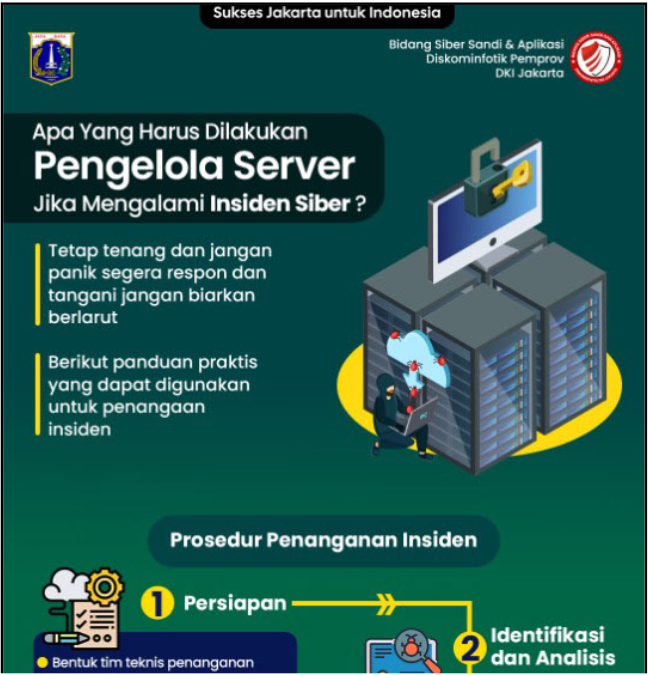 Sukses Jakarta untuk Indonesia
Bidang Siber Sandi & Aplikasi
Diskominfotik Pemprov
DKI Jakarta
Apa Yang Harus Dilakukan
Pengelola Server
Jika Mengalami Insiden Siber ?
Tetap tenang dan jangan
panik segera respon dan
tangani jangan biarkan
berlarut
Berikut panduan praktis
yang dapat digunakan
untuk penangaan
insiden
Prosedur Penanganan Insiden
1 Persiapan
Bentuk tim teknis penanganan
2 Identifikasi
dan Analisis